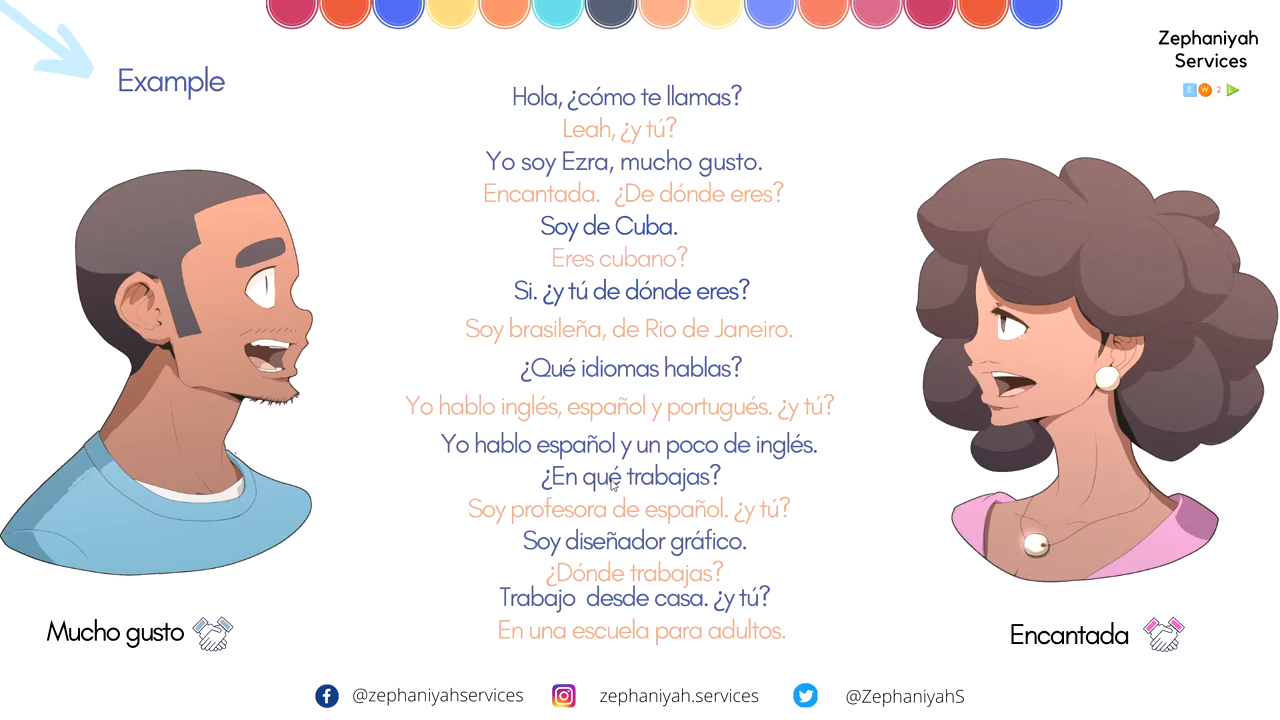 Zephaniyah
Services
E W 2 L
Example
Hola, ¿cómo te llamas?
Leah, ¿y tú?
Yo soy Ezra, mucho gusto.
Encantada. ¿De dónde eres?
Soy de Cuba.
Eres cubano?
Si. ¿y tú de dónde eres?
Soy brasileña, de Rio de Janeiro.
¿Qué idiomas hablas?
Yo hablo inglés, español y portugués. ¿y tú?
Yo hablo español y un poco de inglés.
¿En qué trabajas?
Soy profesora de español. ¿y tú?
Soy diseñador gráfico.
¿Dónde trabajas?
Trabajo desde casa. ¿y tú?
En una escuela para adultos.
Mucho gusto
Encantada
@zephaniyahservices
zephaniyah.services
@ZephaniyahS